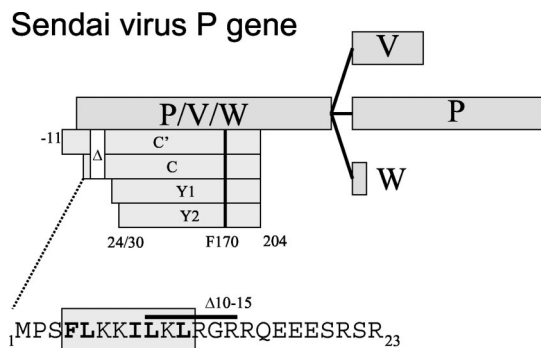 Sendai virus P gene
V
P/V/W
P
-11
Δ
C'
C
W
Y1
Y2
24/30
F170
204
Δ10-15
1MPSFLKKILKLRGRRQEEESRSR23